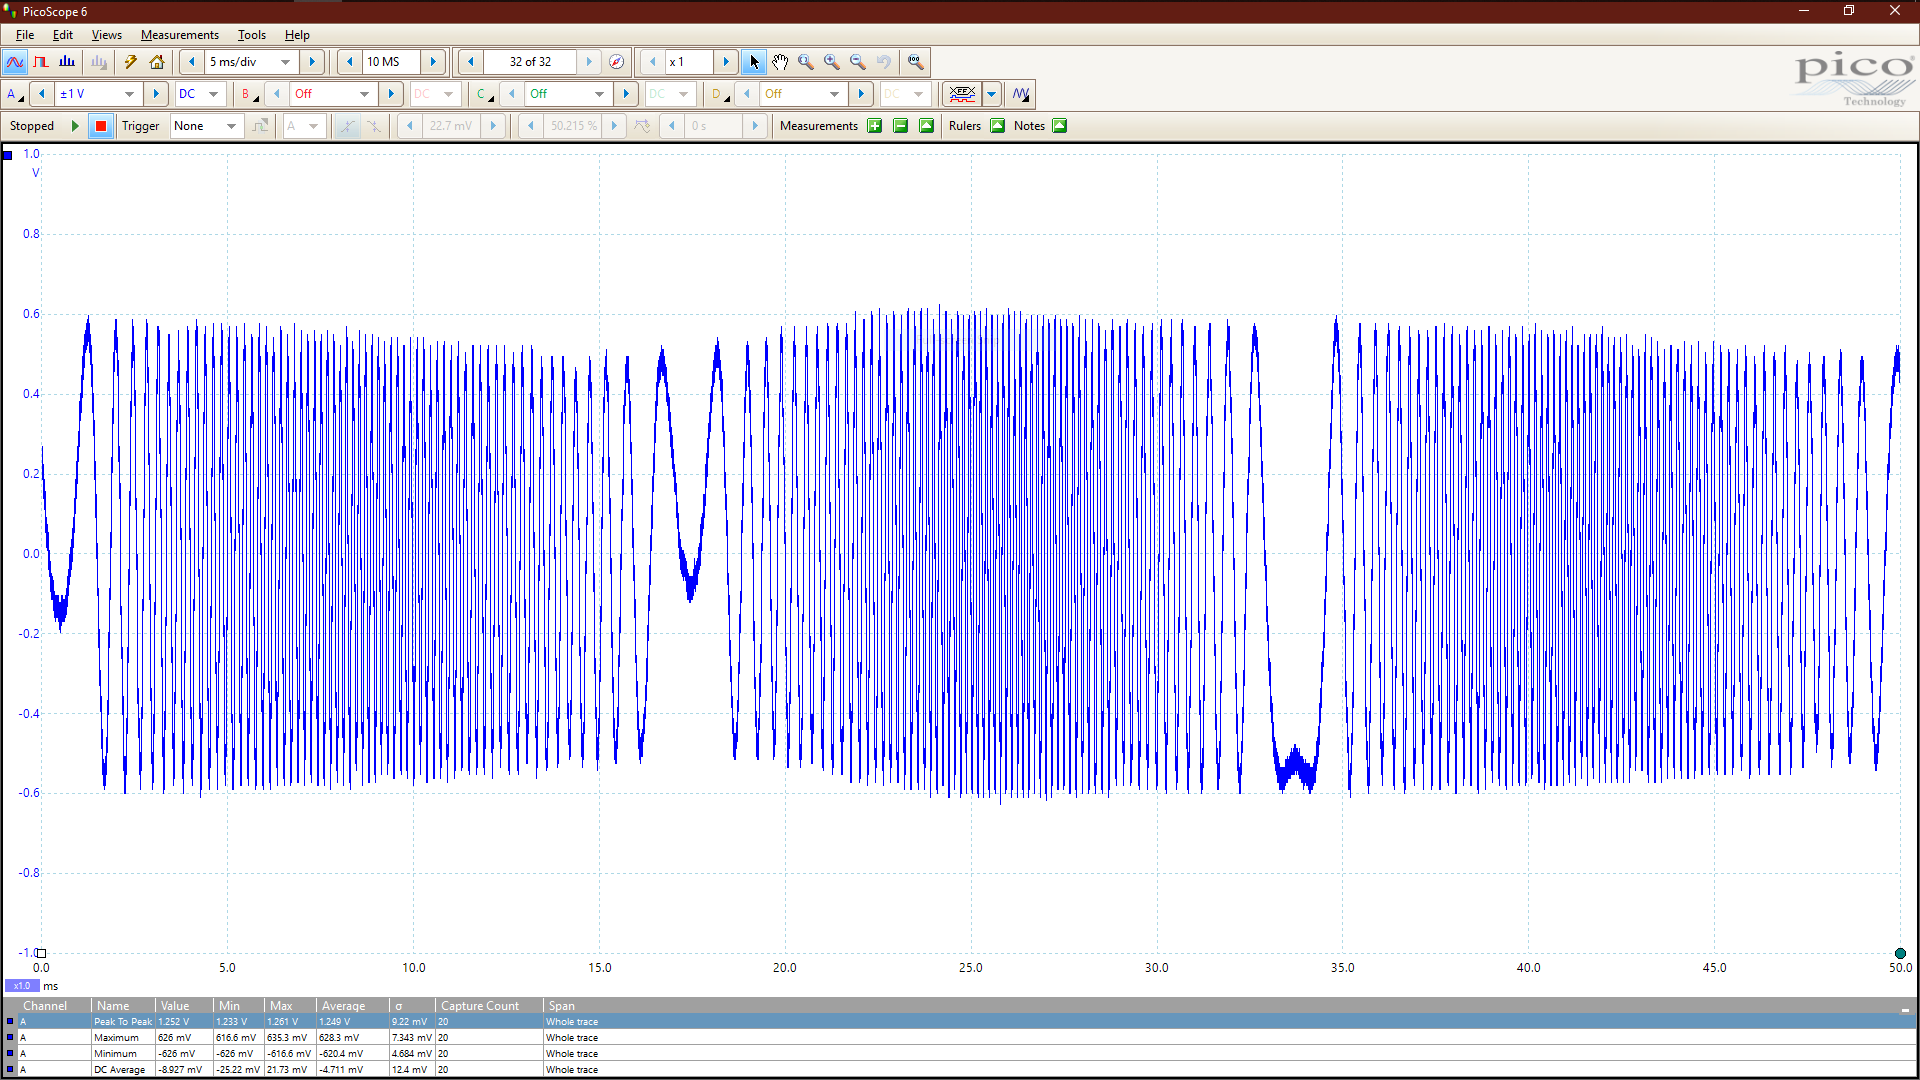 PicoScope 6
File Edit Views Measurements Tools Help
5 ms/div 10 MS 32 of 32 x 1
pico
Technology
A ±1 V DC B Off DC C Off DC D Off DC
Stopped Trigger None A 22.7 mV 50.215 % 0 s Measurements Rulers Notes
1.0
V
0.8
0.6
0.4
0.2
0.0
-0.2
-0.4
-0.6
-0.8
-1.0
0.0 5.0 10.0 15.0 20.0 25.0 30.0 35.0 40.0 45.0 50.0
x1.0 ms
Channel Name Value Min Max Average σ Capture Count Span
A Peak To Peak 1.252 V 1.233 V 1.261 V 1.249 V 9.22 mV 20 Whole trace
A Maximum 626 mV 616.6 mV 635.3 mV 628.3 mV 7.343 mV 20 Whole trace
A Minimum -626 mV -626 mV -616.6 mV -620.4 mV 4.684 mV 20 Whole trace
A DC Average -8.927 mV -25.22 mV 21.73 mV -4.711 mV 12.4 mV 20 Whole trace